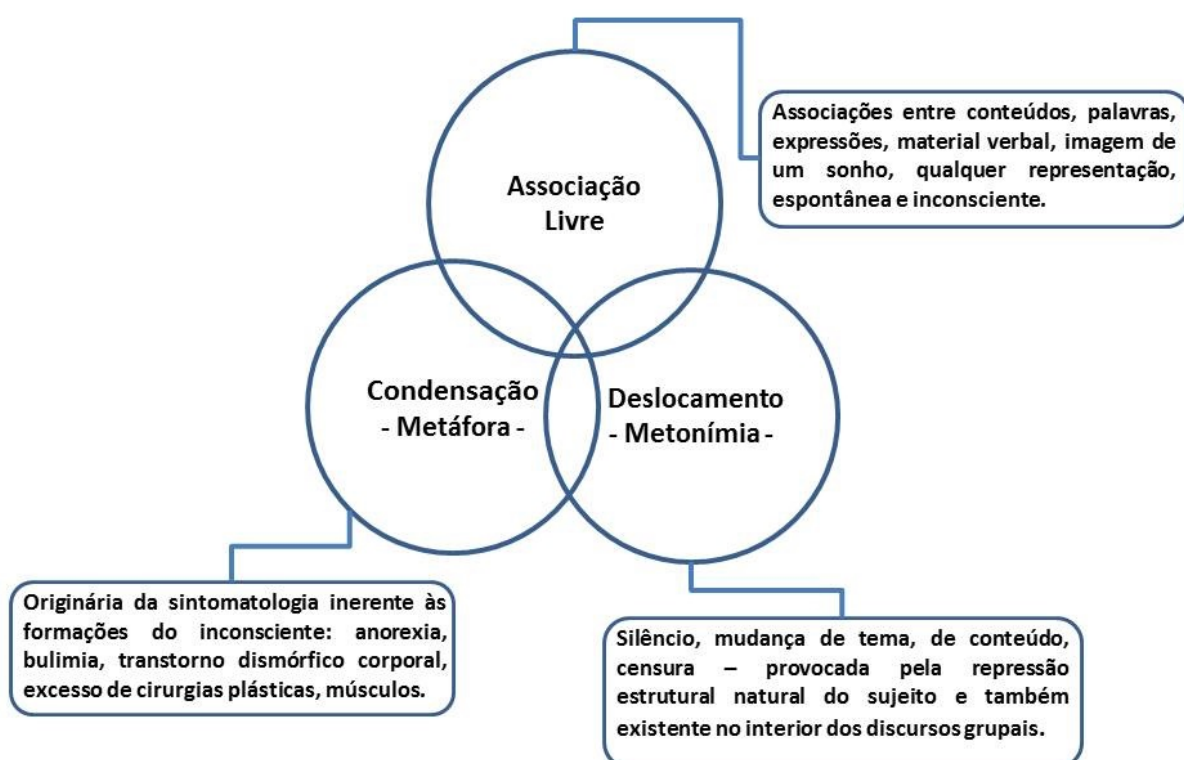 Associação
Livre
Associações entre conteúdos, palavras,
expressões, material verbal, imagem de
um sonho, qualquer representação,
espontânea e inconsciente.
Condensação
- Metáfora -
Deslocamento
- Metonímia -
Originária da sintomatologia inerente às
formações do inconsciente: anorexia,
bulimia, transtorno dismórfico corporal,
excesso de cirurgias plásticas, músculos.
Silêncio, mudança de tema, de conteúdo,
censura – provocada pela repressão
estrutural natural do sujeito e também
existente no interior dos discursos grupais.